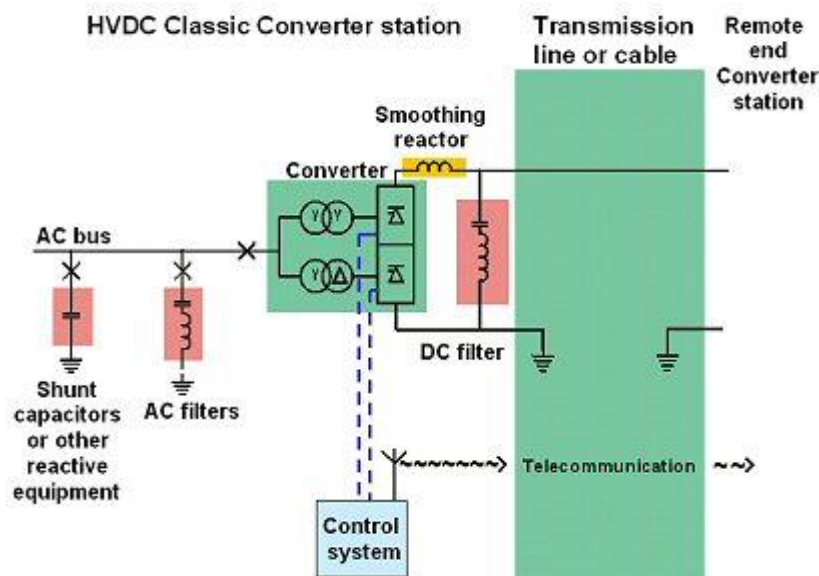 HVDC Classic Converter station
Transmission
line or cable
Remote
end
Converter
station
Smoothing
reactor
Converter
AC bus
Y Y
Y Δ
DC filter
Shunt
capacitors
or other
reactive
equipment
AC filters
Telecommunication
Control
system